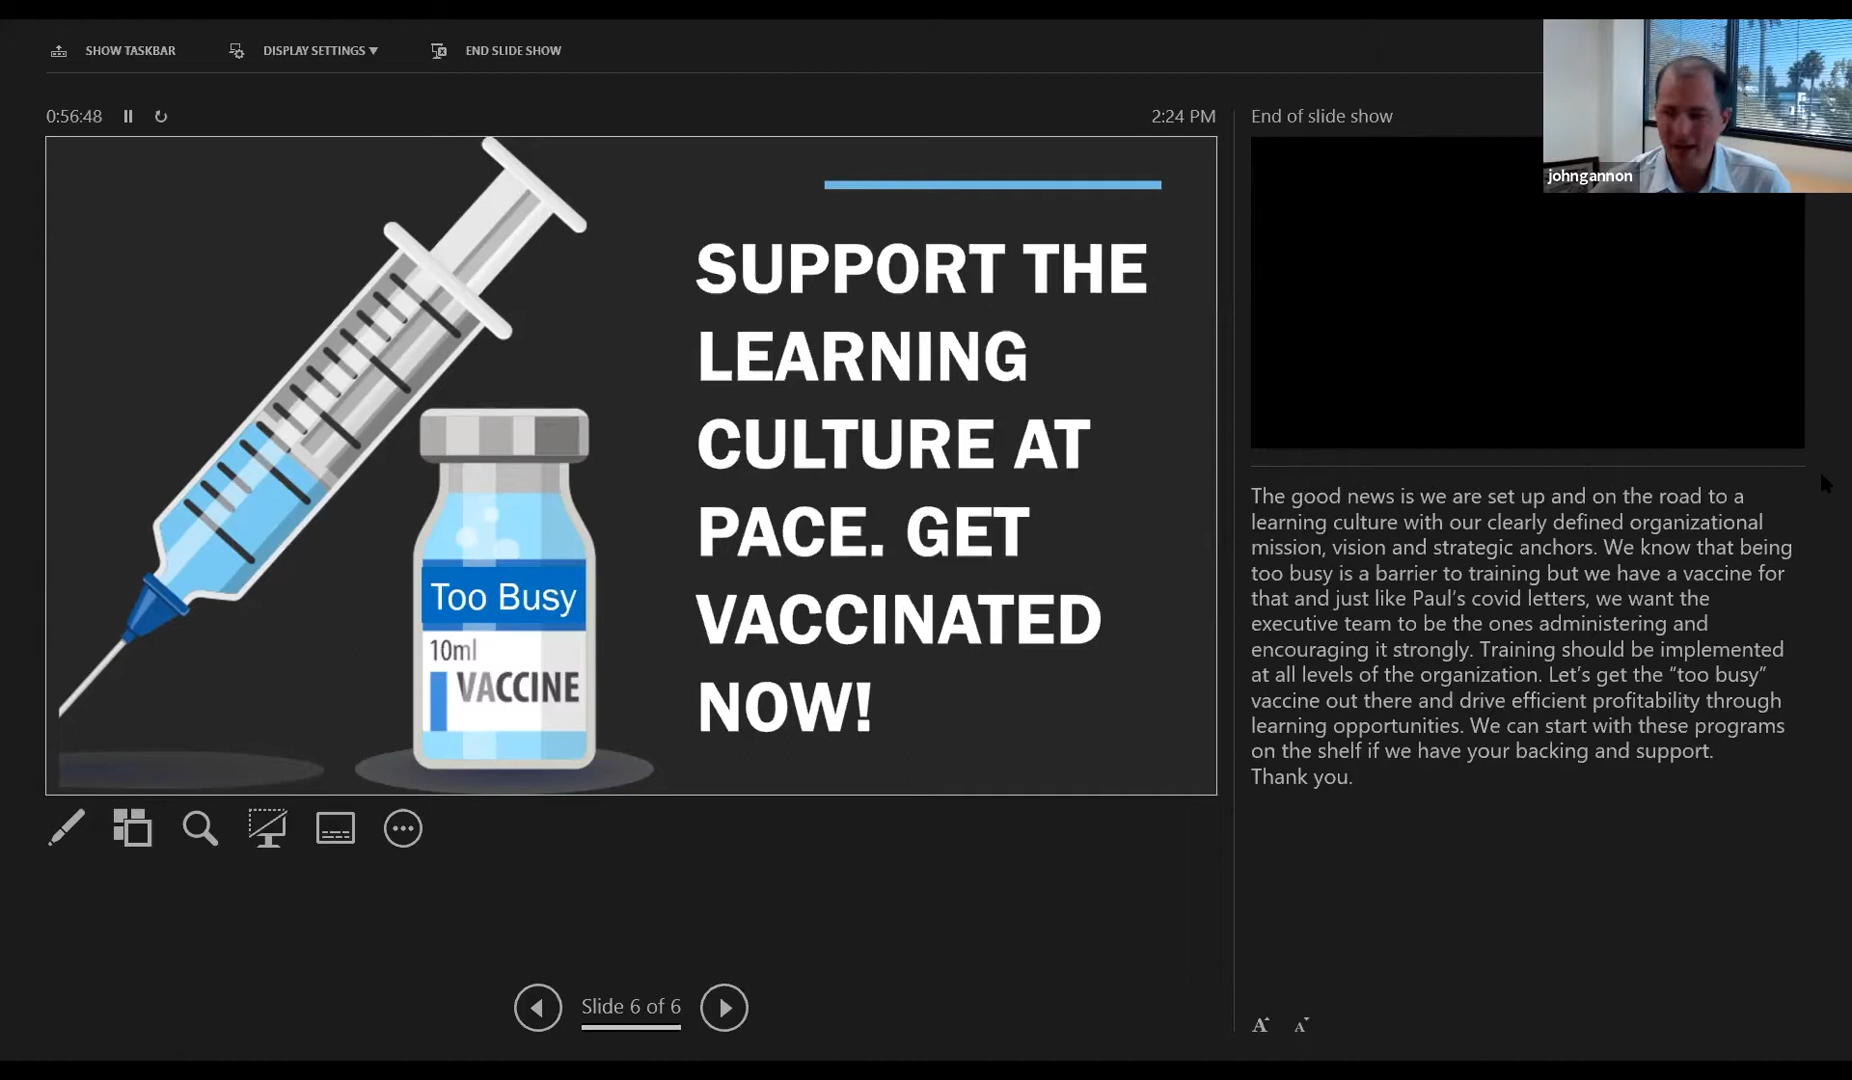 SHOW TASKBAR
DISPLAY SETTINGS ▾
END SLIDE SHOW
0:56:48
2:24 PM
End of slide show
johngannon
SUPPORT THE
LEARNING
CULTURE AT
PACE. GET
VACCINATED
NOW!
Too Busy
10ml
VACCINE
The good news is we are set up and on the road to a
learning culture with our clearly defined organizational
mission, vision and strategic anchors. We know that being
too busy is a barrier to training but we have a vaccine for
that and just like Paul's covid letters, we want the
executive team to be the ones administering and
encouraging it strongly. Training should be implemented
at all levels of the organization. Let's get the “too busy”
vaccine out there and drive efficient profitability through
learning opportunities. We can start with these programs
on the shelf if we have your backing and support.
Thank you.
Slide 6 of 6
A A